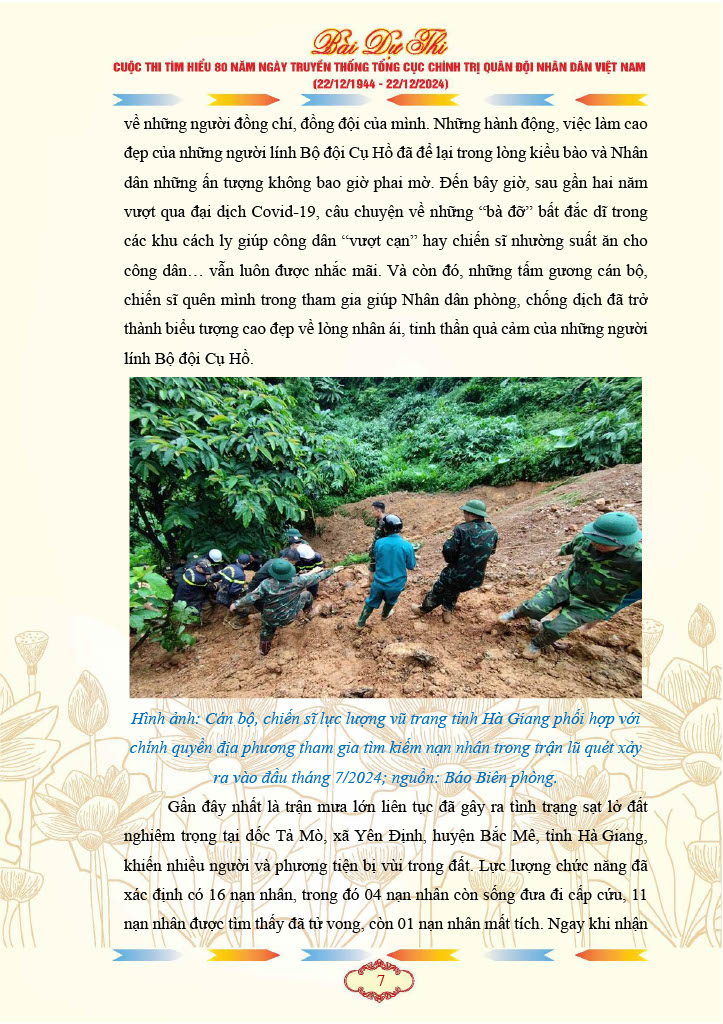 Bài Dự Thi
CUỘC THI TÌM HIỂU 80 NĂM NGÀY TRUYỀN THỐNG TỔNG CỤC CHÍNH TRỊ QUÂN ĐỘI NHÂN DÂN VIỆT NAM
(22/12/1944 - 22/12/2024)
về những người đồng chí, đồng đội của mình. Những hành động, việc làm cao
đẹp của những người lính Bộ đội Cụ Hồ đã để lại trong lòng kiều bào và Nhân
dân những ấn tượng không bao giờ phai mờ. Đến bây giờ, sau gần hai năm
vượt qua đại dịch Covid-19, câu chuyện về những “bà đỡ” bất đắc dĩ trong
các khu cách ly giúp công dân “vượt cạn” hay chiến sĩ nhường suất ăn cho
công dân… vẫn luôn được nhắc mãi. Và còn đó, những tấm gương cán bộ,
chiến sĩ quên mình trong tham gia giúp Nhân dân phòng, chống dịch đã trở
thành biểu tượng cao đẹp về lòng nhân ái, tinh thần quả cảm của những người
lính Bộ đội Cụ Hồ.
Hình ảnh: Cán bộ, chiến sĩ lực lượng vũ trang tỉnh Hà Giang phối hợp với
chính quyền địa phương tham gia tìm kiếm nạn nhân trong trận lũ quét xảy
ra vào đầu tháng 7/2024; nguồn: Báo Biên phòng.
Gần đây nhất là trận mưa lớn liên tục đã gây ra tình trạng sạt lở đất
nghiêm trọng tại dốc Tả Mò, xã Yên Định, huyện Bắc Mê, tỉnh Hà Giang,
khiến nhiều người và phương tiện bị vùi trong đất. Lực lượng chức năng đã
xác định có 16 nạn nhân, trong đó 04 nạn nhân còn sống đưa đi cấp cứu, 11
nạn nhân được tìm thấy đã tử vong, còn 01 nạn nhân mất tích. Ngay khi nhận
7